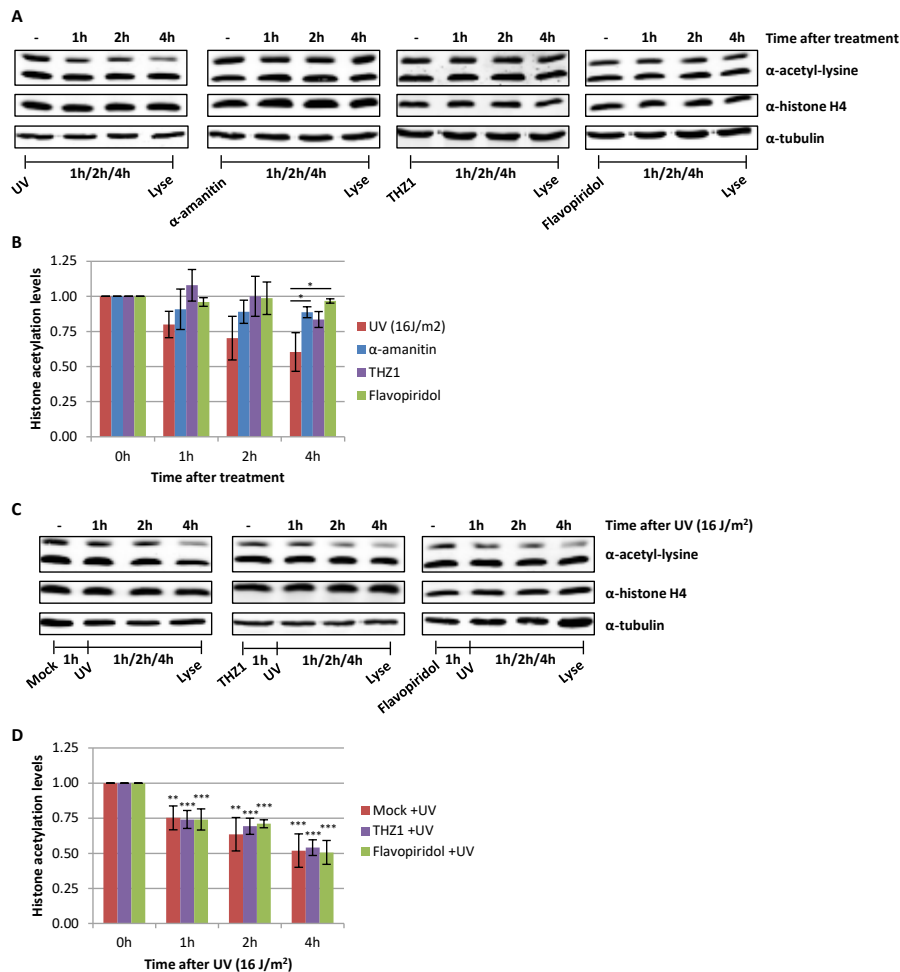 A
- 1h 2h 4h - 1h 2h 4h - 1h 2h 4h - 1h 2h 4h Time after treatment
α-acetyl-lysine
α-histone H4
α-tubulin
1h/2h/4h 1h/2h/4h 1h/2h/4h 1h/2h/4h
UV Lyse α-amanitin Lyse THZ1 Lyse Flavopiridol Lyse
B
Histone acetylation levels
1.25
1.00
0.75
0.50
0.25
0.00
* *
0h 1h 2h 4h
Time after treatment
UV (16J/m2)
α-amanitin
THZ1
Flavopiridol
C
- 1h 2h 4h - 1h 2h 4h - 1h 2h 4h Time after UV (16 J/m²)
α-acetyl-lysine
α-histone H4
α-tubulin
1h 1h/2h/4h 1h 1h/2h/4h 1h 1h/2h/4h
Mock UV Lyse THZ1 UV Lyse Flavopiridol UV Lyse
D
Histone acetylation levels
1.25
1.00
0.75
0.50
0.25
0.00
** *** *** ** *** *** *** *** ***
0h 1h 2h 4h
Time after UV (16 J/m²)
Mock +UV
THZ1 +UV
Flavopiridol +UV